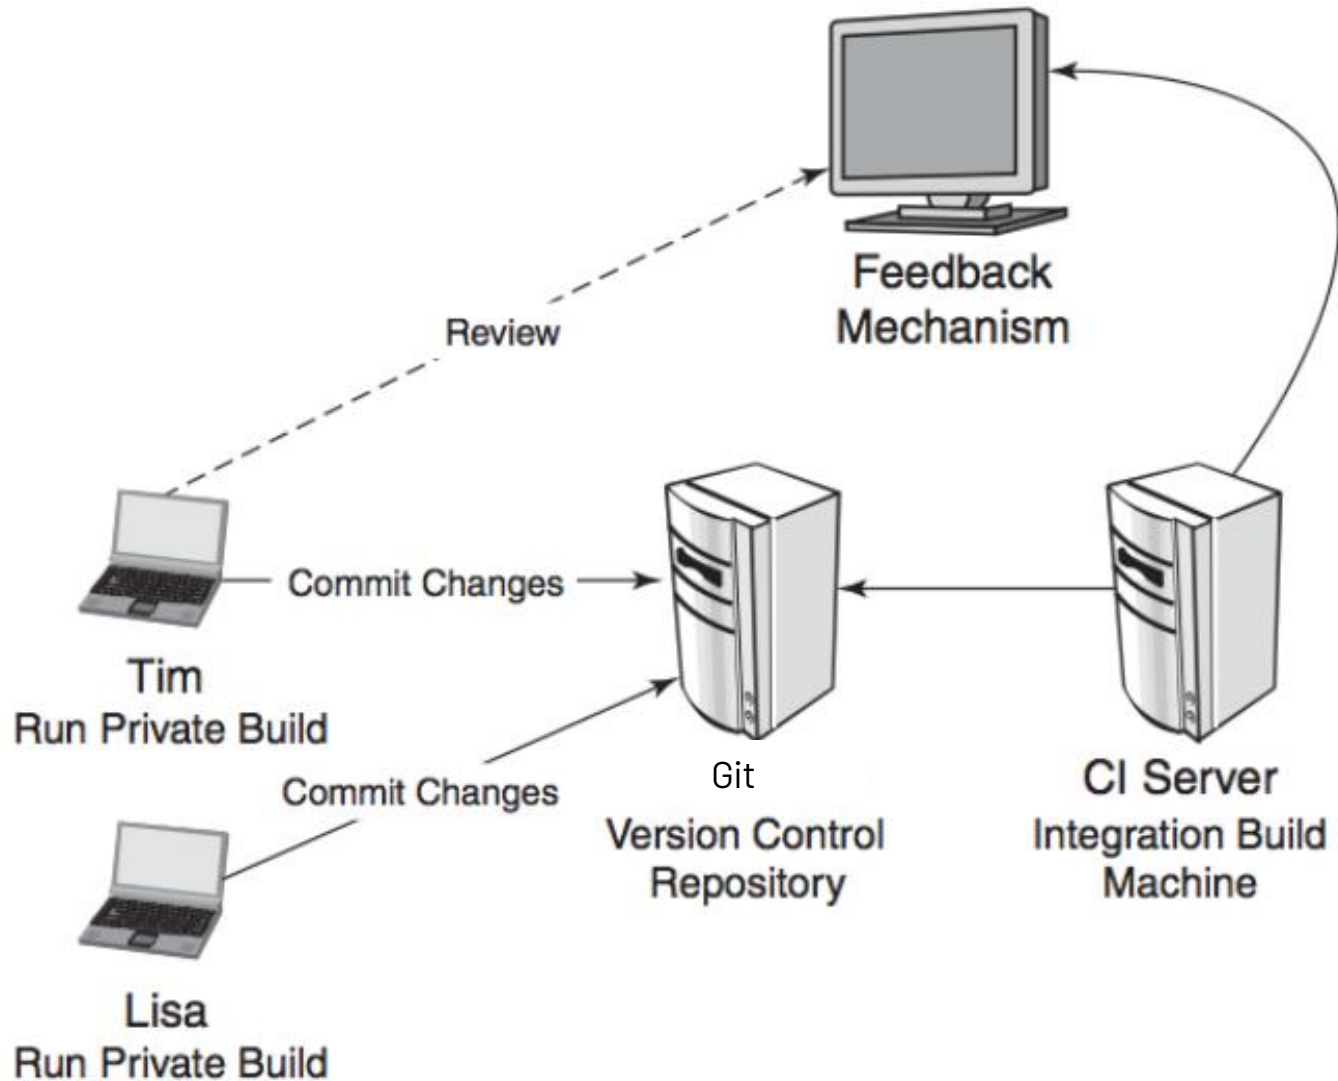 Feedback
Mechanism
Review
Commit Changes
Tim
Run Private Build
Commit Changes
Git
Version Control
Repository
CI Server
Integration Build
Machine
Lisa
Run Private Build